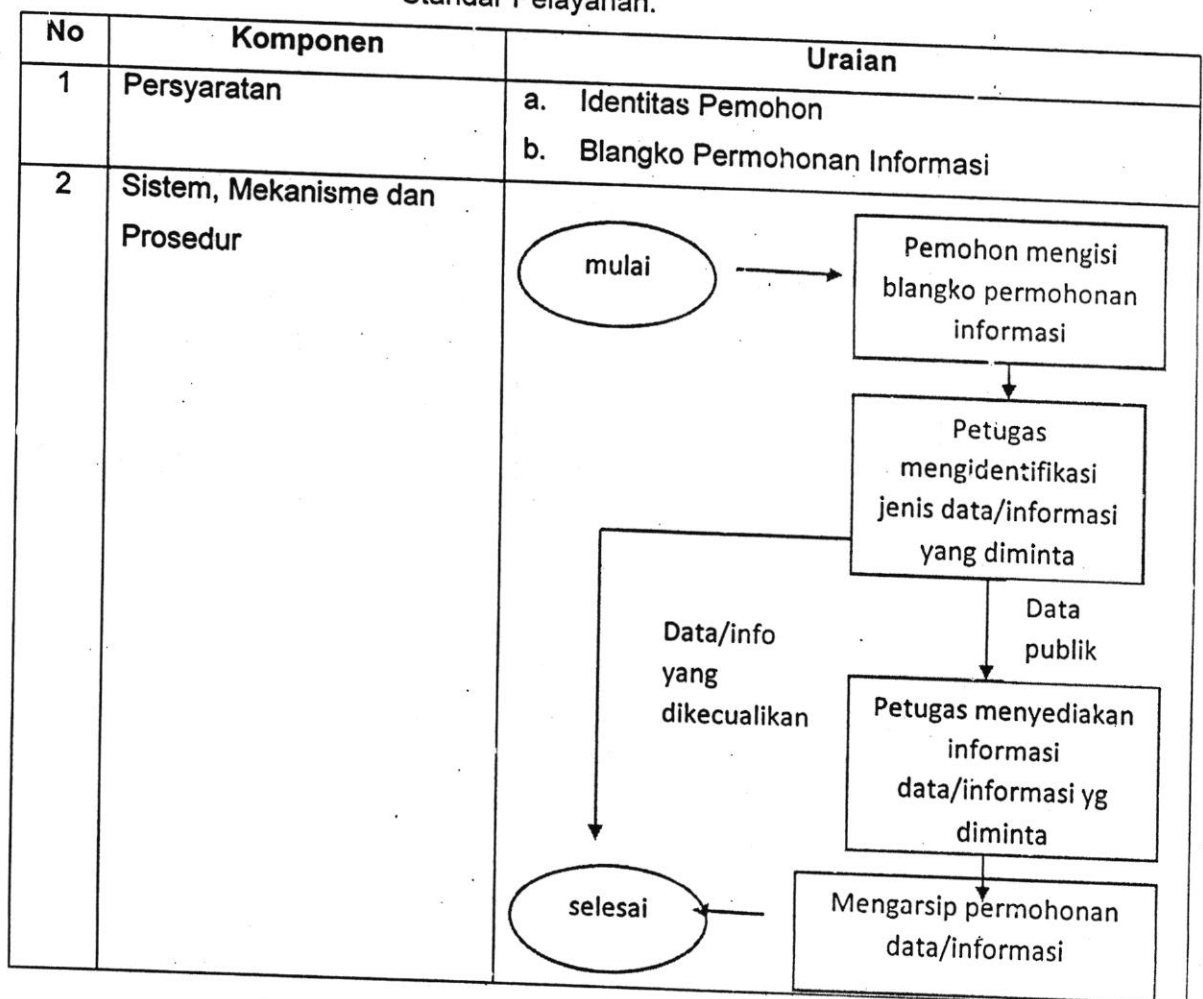 Standar Pelayanan.
No Komponen Uraian
1 Persyaratan a. Identitas Pemohon
b. Blangko Permohonan Informasi
2 Sistem, Mekanisme dan
Prosedur
mulai
Pemohon mengisi
blangko permohonan
informasi
Petugas
mengidentifikasi
jenis data/informasi
yang diminta
Data
publik
Data/info
yang
dikecualikan
Petugas menyediakan
informasi
data/informasi yg
diminta
Mengarsip permohonan
data/informasi
selesai